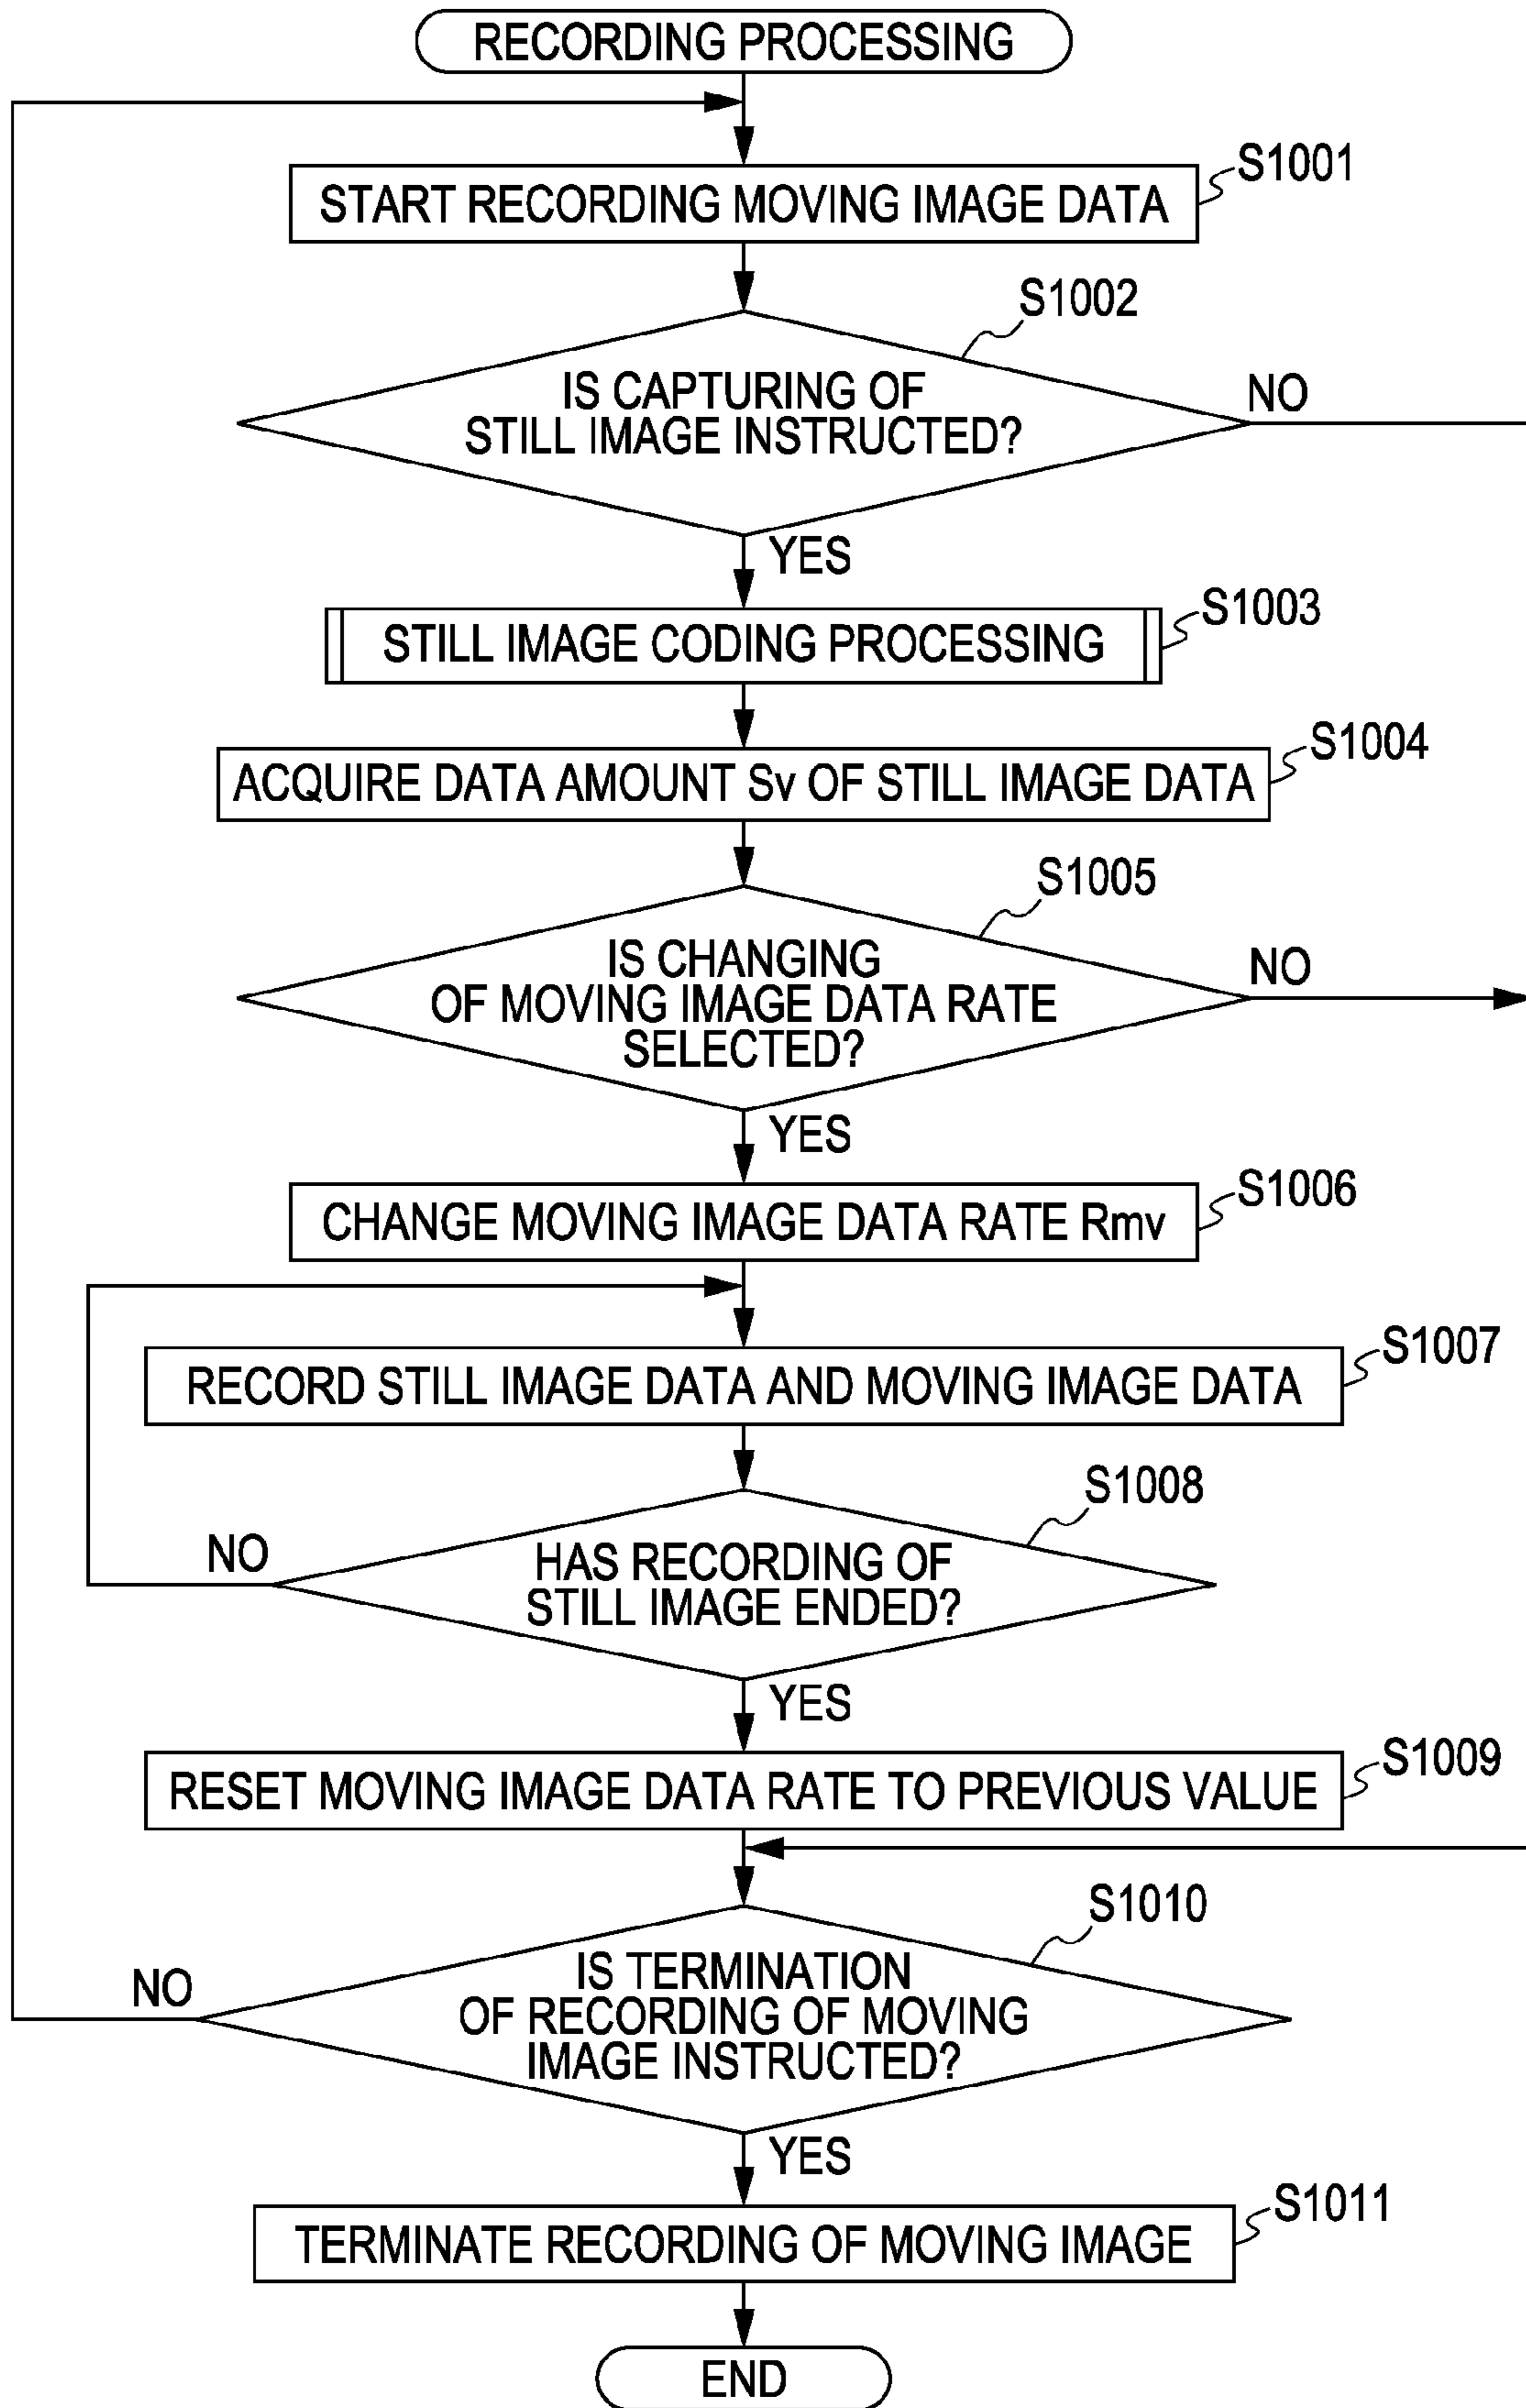 RECORDING PROCESSING
S1001
START RECORDING MOVING IMAGE DATA
S1002
IS CAPTURING OF
STILL IMAGE INSTRUCTED?
NO
YES
S1003
STILL IMAGE CODING PROCESSING
S1004
ACQUIRE DATA AMOUNT Sv OF STILL IMAGE DATA
S1005
IS CHANGING
OF MOVING IMAGE DATA RATE
SELECTED?
NO
YES
S1006
CHANGE MOVING IMAGE DATA RATE Rmv
S1007
RECORD STILL IMAGE DATA AND MOVING IMAGE DATA
S1008
HAS RECORDING OF
STILL IMAGE ENDED?
NO
YES
S1009
RESET MOVING IMAGE DATA RATE TO PREVIOUS VALUE
S1010
IS TERMINATION
OF RECORDING OF MOVING
IMAGE INSTRUCTED?
NO
YES
S1011
TERMINATE RECORDING OF MOVING IMAGE
END